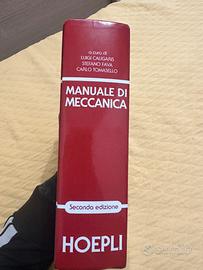 a cura di
LUIGI CALIGARIS
STEFANO FAVA
CARLO TOMASELLO
MANUALE DI
MECCANICA
Seconda edizione
HOEPLI